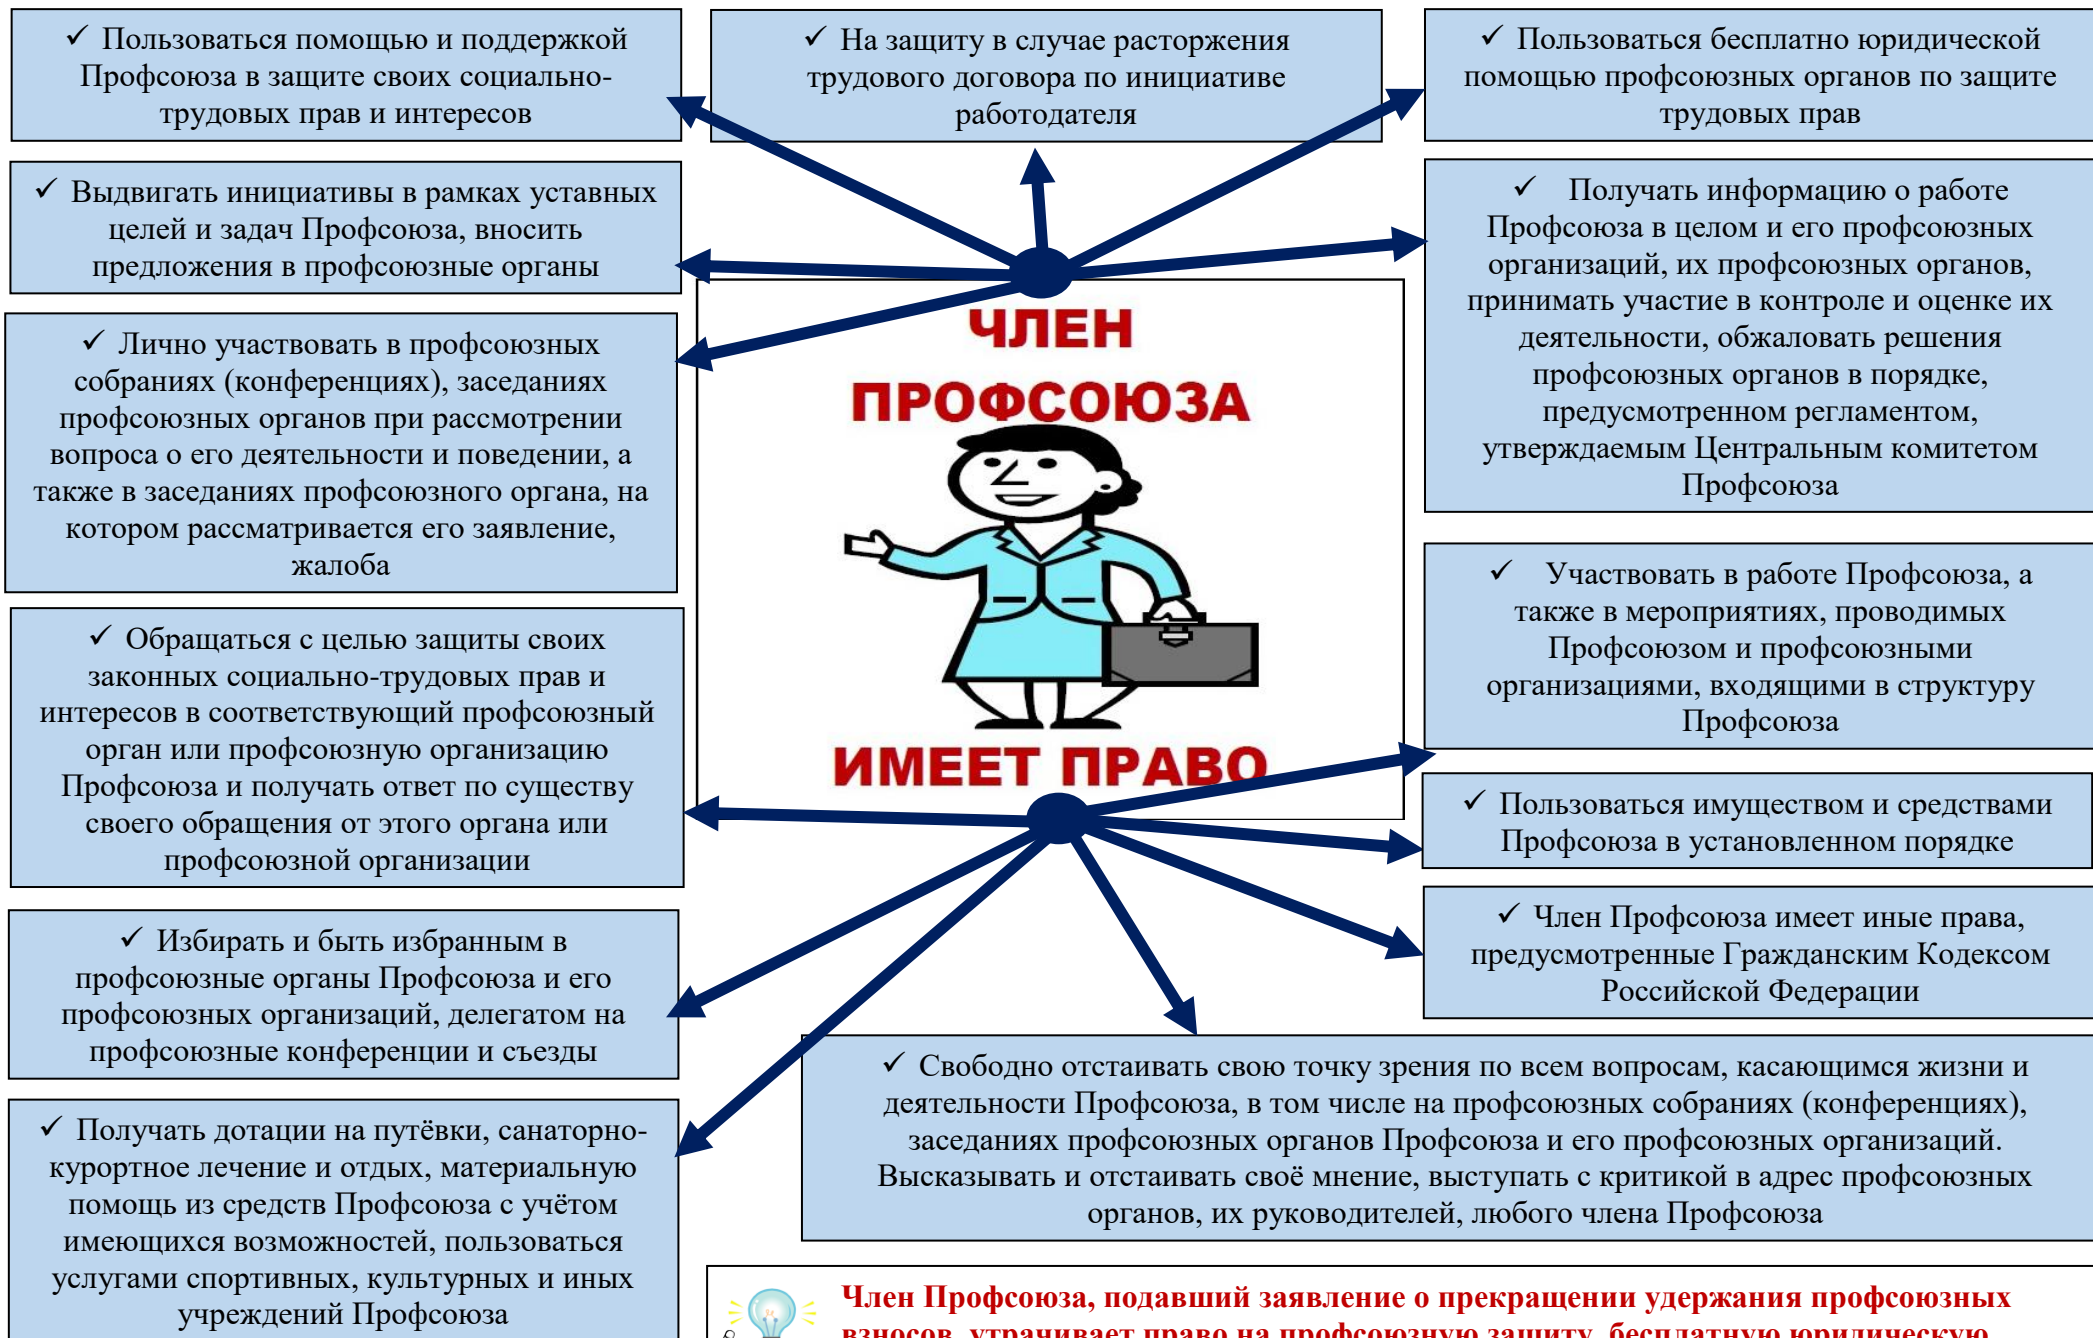 ✓ Пользоваться помощью и поддержкой
Профсоюза в защите своих социально-
трудовых прав и интересов
✓ На защиту в случае расторжения
трудового договора по инициативе
работодателя
✓ Пользоваться бесплатно юридической
помощью профсоюзных органов по защите
трудовых прав
✓ Выдвигать инициативы в рамках уставных
целей и задач Профсоюза, вносить
предложения в профсоюзные органы
✓ Получать информацию о работе
Профсоюза в целом и его профсоюзных
организаций, их профсоюзных органов,
принимать участие в контроле и оценке их
деятельности, обжаловать решения
профсоюзных органов в порядке,
предусмотренном регламентом,
утверждаемым Центральным комитетом
Профсоюза
✓ Лично участвовать в профсоюзных
собраниях (конференциях), заседаниях
профсоюзных органов при рассмотрении
вопроса о его деятельности и поведении, а
также в заседаниях профсоюзного органа, на
котором рассматривается его заявление,
жалоба
ЧЛЕН
ПРОФСОЮЗА
ИМЕЕТ ПРАВО
✓ Участвовать в работе Профсоюза, а
также в мероприятиях, проводимых
Профсоюзом и профсоюзными
организациями, входящими в структуру
Профсоюза
✓ Обращаться с целью защиты своих
законных социально-трудовых прав и
интересов в соответствующий профсоюзный
орган или профсоюзную организацию
Профсоюза и получать ответ по существу
своего обращения от этого органа или
профсоюзной организации
✓ Пользоваться имуществом и средствами
Профсоюза в установленном порядке
✓ Член Профсоюза имеет иные права,
предусмотренные Гражданским Кодексом
Российской Федерации
✓ Избирать и быть избранным в
профсоюзные органы Профсоюза и его
профсоюзных организаций, делегатом на
профсоюзные конференции и съезды
✓ Свободно отстаивать свою точку зрения по всем вопросам, касающимся жизни и
деятельности Профсоюза, в том числе на профсоюзных собраниях (конференциях),
заседаниях профсоюзных органов Профсоюза и его профсоюзных организаций.
Высказывать и отстаивать своё мнение, выступать с критикой в адрес профсоюзных
органов, их руководителей, любого члена Профсоюза
✓ Получать дотации на путёвки, санаторно-
курортное лечение и отдых, материальную
помощь из средств Профсоюза с учётом
имеющихся возможностей, пользоваться
услугами спортивных, культурных и иных
учреждений Профсоюза
Член Профсоюза, подавший заявление о прекращении удержания профсоюзных
взносов, утрачивает право на профсоюзную защиту, бесплатную юридическую